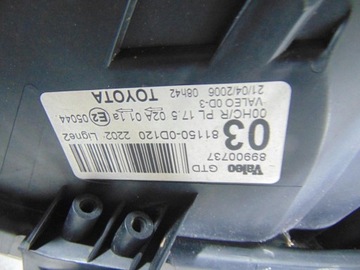 Valeo GTD
89900737
03 81150-0D120 2202 Ligne2
00HC/R PL 17.5 02A 01 1a E2 05044
VALEO 0D-3 TOYOTA
21/04/2006 08h42